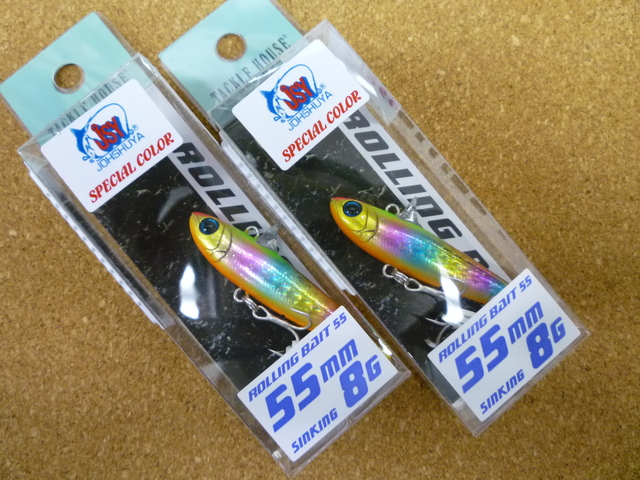 TACKLE HOUSE®
JSY®
JOHSHUYA
SPECIAL COLOR
ROLLING
ROLLING BAIT 55
55mm
SINKING 8G
TACKLE HOUSE®
JSY®
JOHSHUYA
SPECIAL COLOR
ROLLING
ROLLING BAIT 55
55mm
SINKING 8G